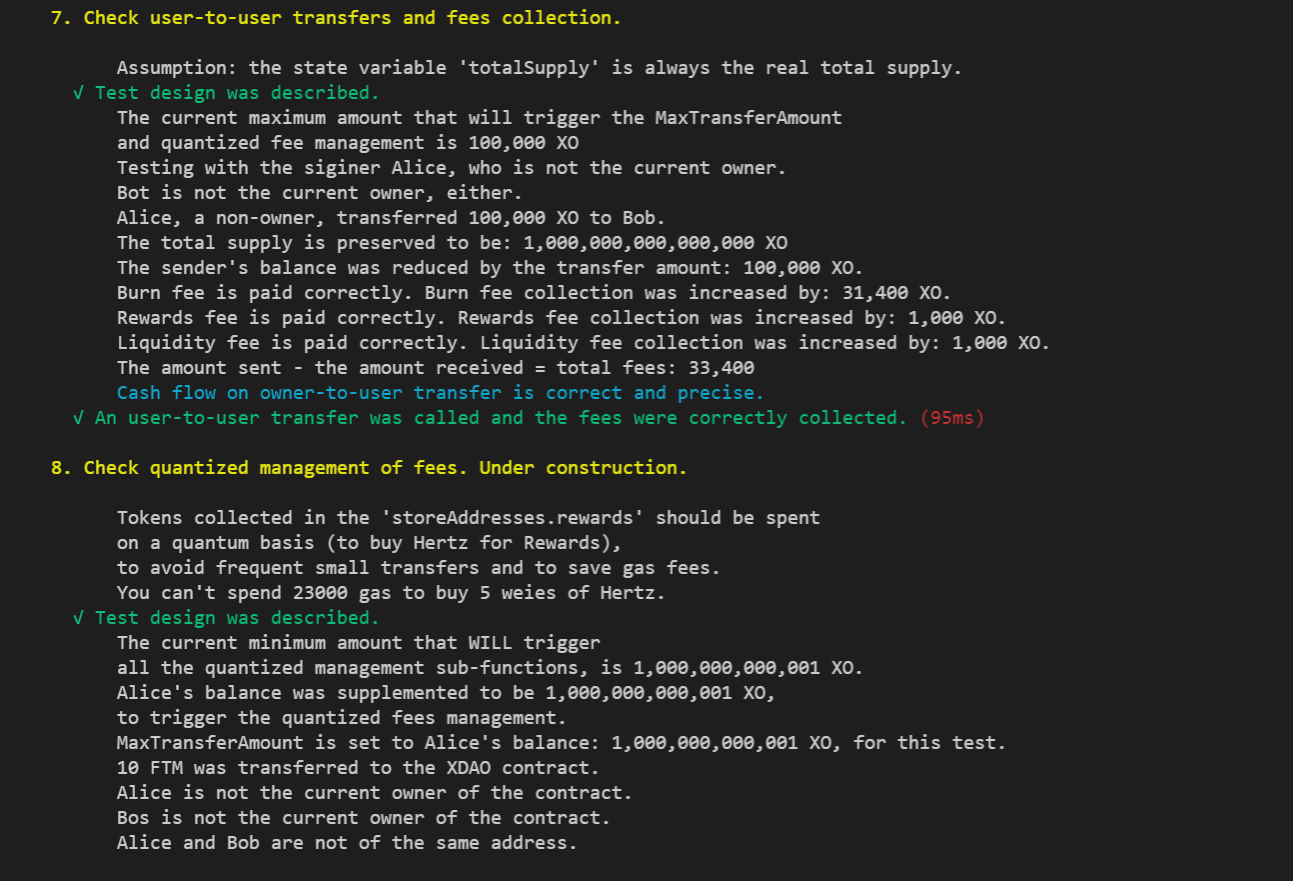 7. Check user-to-user transfers and fees collection.
Assumption: the state variable 'totalSupply' is always the real total supply.
√ Test design was described.
The current maximum amount that will trigger the MaxTransferAmount
and quantized fee management is 100,000 XO
Testing with the siginer Alice, who is not the current owner.
Bot is not the current owner, either.
Alice, a non-owner, transferred 100,000 XO to Bob.
The total supply is preserved to be: 1,000,000,000,000,000 XO
The sender's balance was reduced by the transfer amount: 100,000 XO.
Burn fee is paid correctly. Burn fee collection was increased by: 31,400 XO.
Rewards fee is paid correctly. Rewards fee collection was increased by: 1,000 XO.
Liquidity fee is paid correctly. Liquidity fee collection was increased by: 1,000 XO.
The amount sent - the amount received = total fees: 33,400
Cash flow on owner-to-user transfer is correct and precise.
√ An user-to-user transfer was called and the fees were correctly collected. (95ms)
8. Check quantized management of fees. Under construction.
Tokens collected in the 'storeAddresses.rewards' should be spent
on a quantum basis (to buy Hertz for Rewards),
to avoid frequent small transfers and to save gas fees.
You can't spend 23000 gas to buy 5 weies of Hertz.
√ Test design was described.
The current minimum amount that WILL trigger
all the quantized management sub-functions, is 1,000,000,000,001 XO.
Alice's balance was supplemented to be 1,000,000,000,001 XO,
to trigger the quantized fees management.
MaxTransferAmount is set to Alice's balance: 1,000,000,000,001 XO, for this test.
10 FTM was transferred to the XDAO contract.
Alice is not the current owner of the contract.
Bos is not the current owner of the contract.
Alice and Bob are not of the same address.